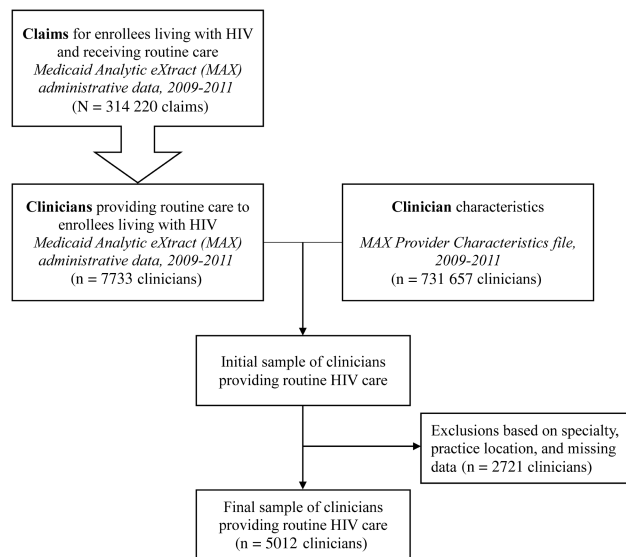 Claims for enrollees living with HIV
and receiving routine care
Medicaid Analytic eXtract (MAX)
administrative data, 2009-2011
(N = 314 220 claims)
Clinicians providing routine care to
enrollees living with HIV
Medicaid Analytic eXtract (MAX)
administrative data, 2009-2011
(n = 7733 clinicians)
Clinician characteristics
MAX Provider Characteristics file,
2009-2011
(n = 731 657 clinicians)
Initial sample of clinicians
providing routine HIV care
Exclusions based on specialty,
practice location, and missing
data (n = 2721 clinicians)
Final sample of clinicians
providing routine HIV care
(n = 5012 clinicians)